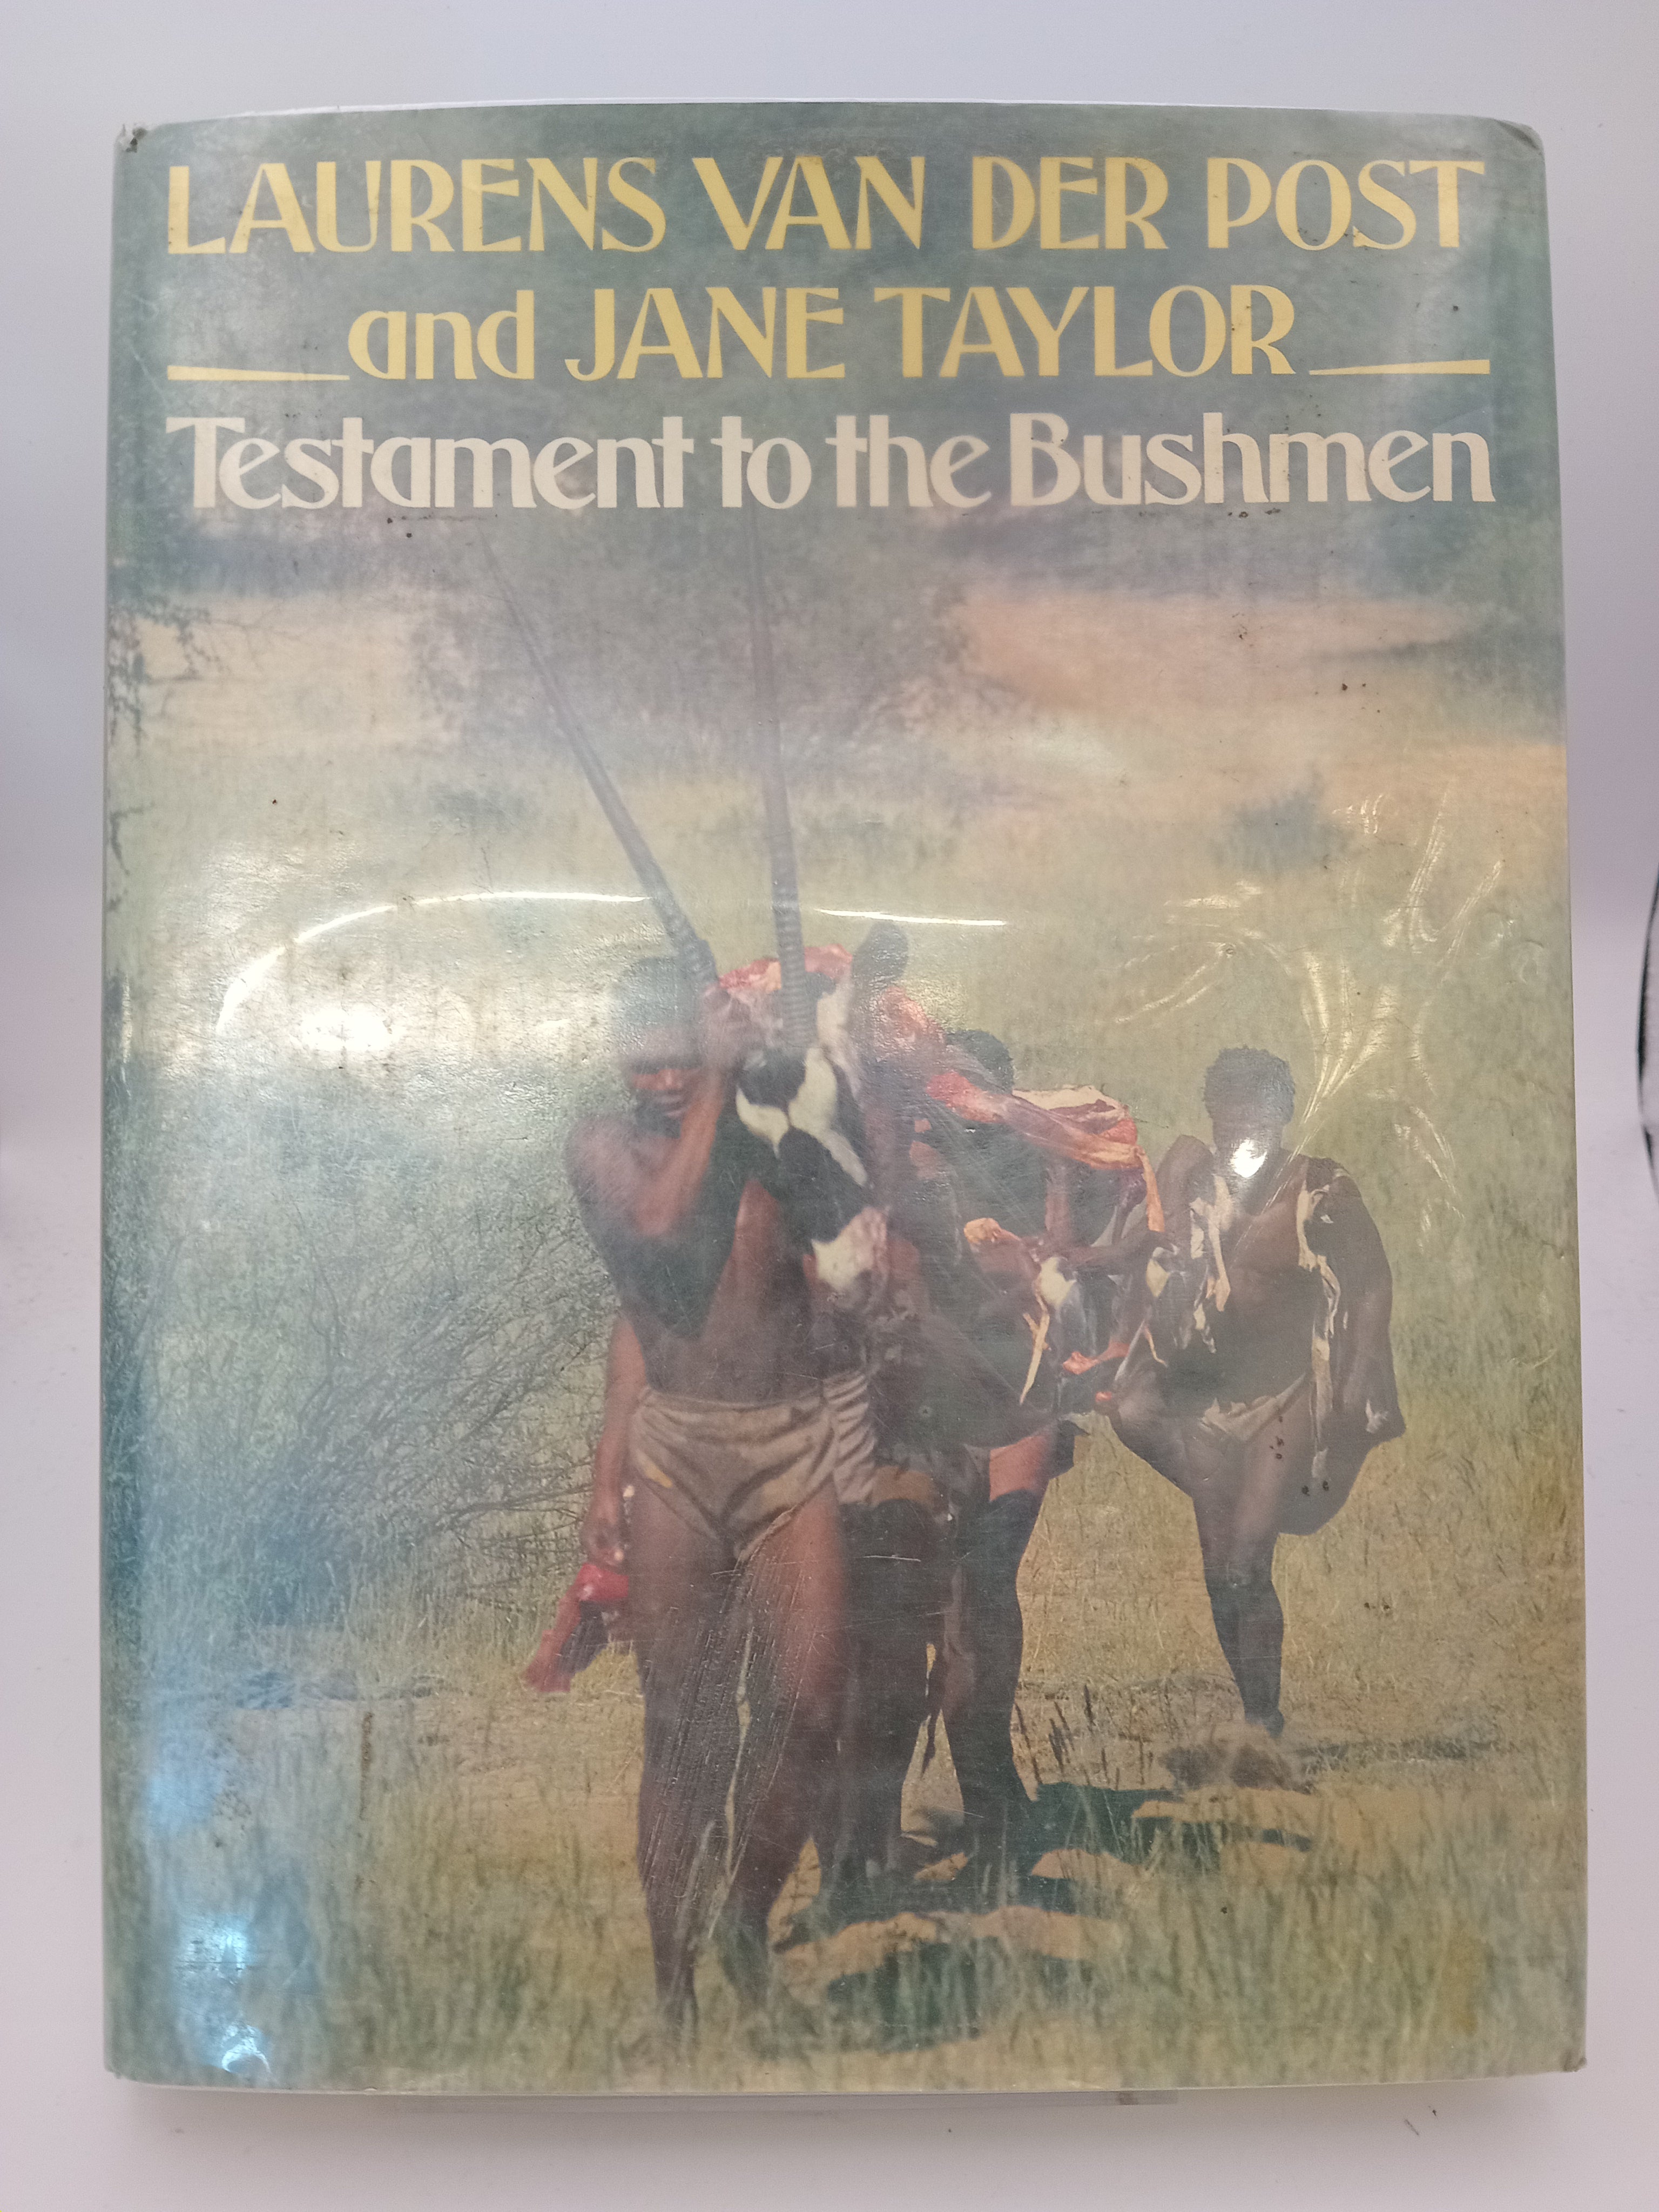 LAURENS VAN DER POST
and JANE TAYLOR
Testament to the Bushmen